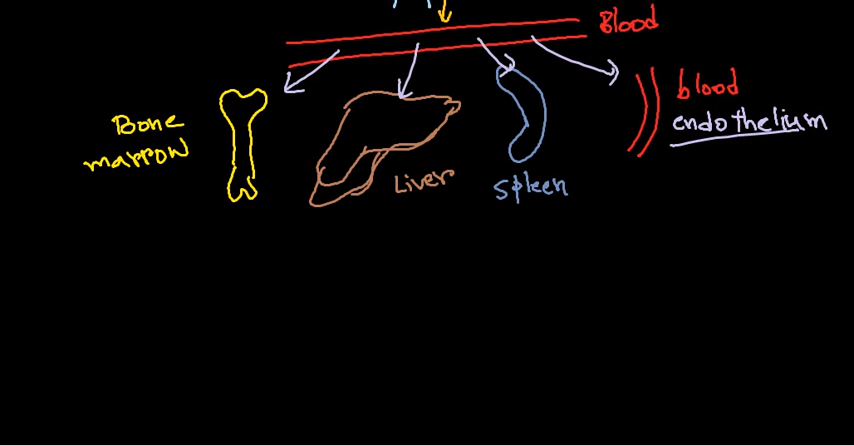 Blood
Bone
marrow
Liver
Spleen
blood
endothelium